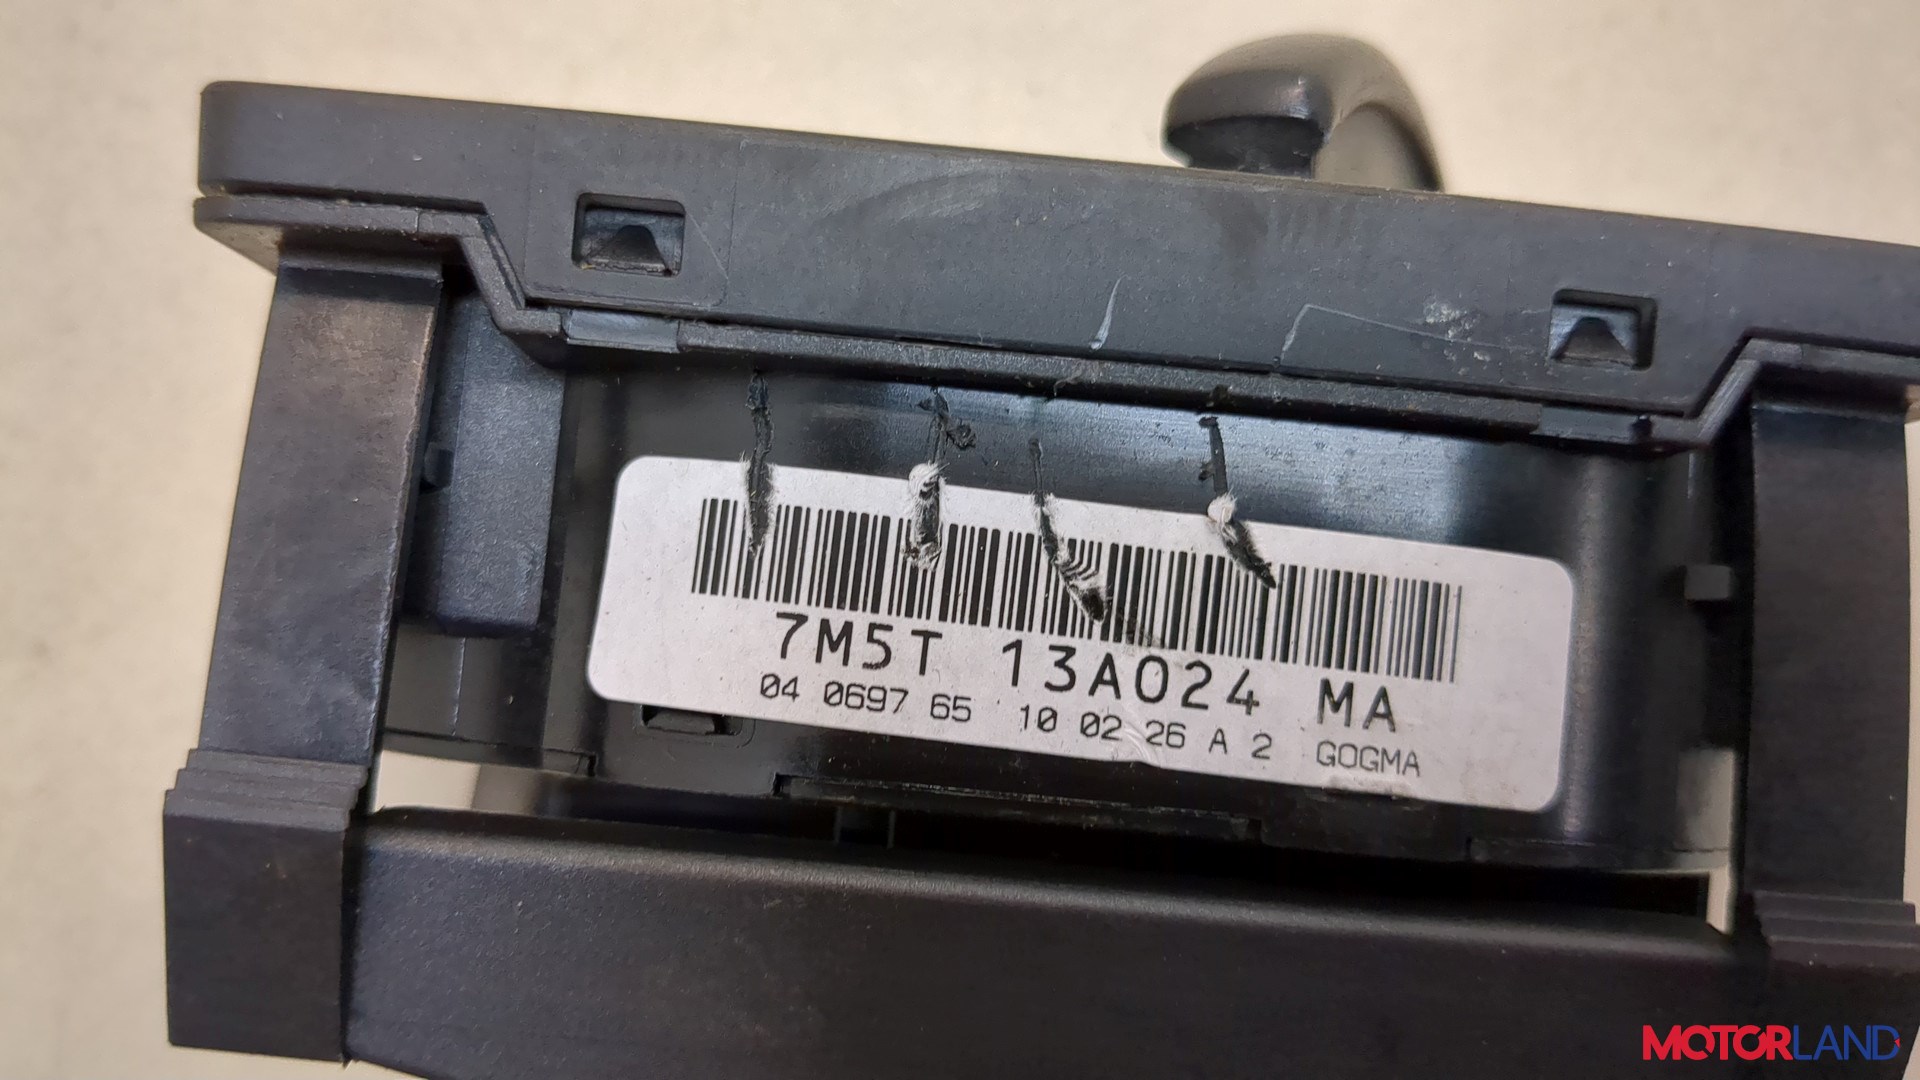 7M5T 13A024 MA
04 0697 65 10 02 26 A 2 GOGMA
MOTORLAND